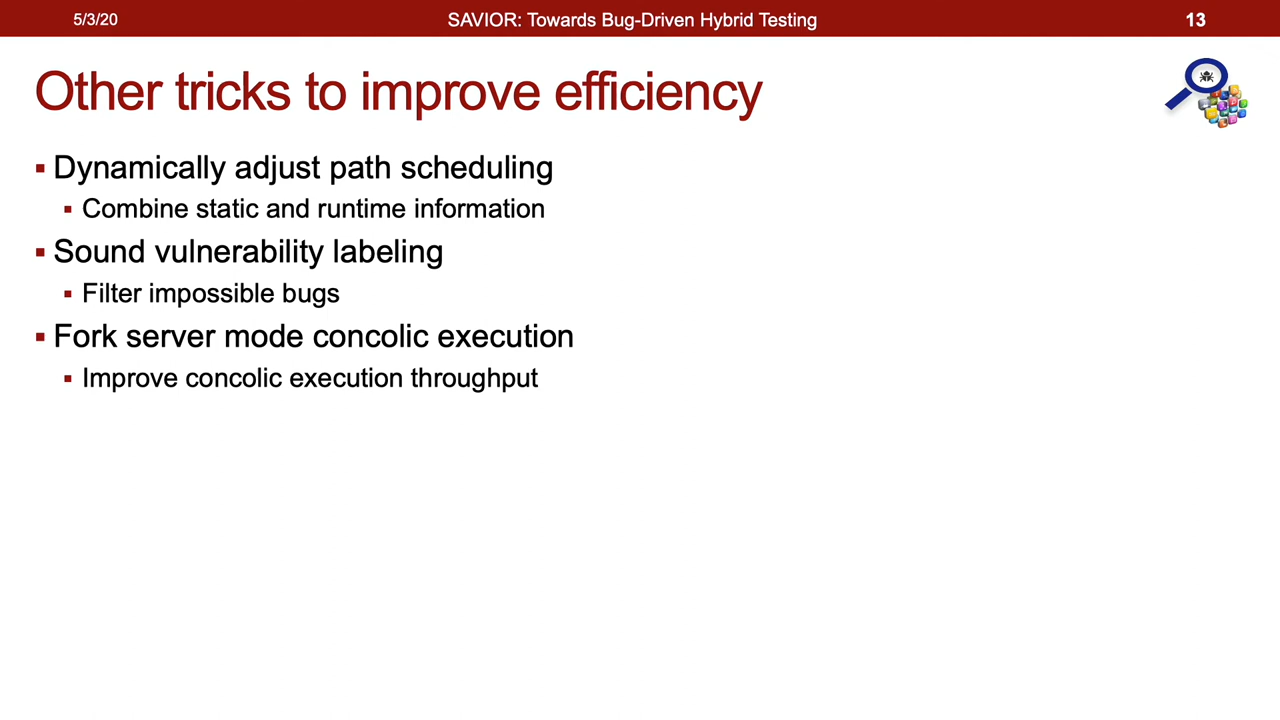 5/3/20
SAVIOR: Towards Bug-Driven Hybrid Testing
13
Other tricks to improve efficiency
▪ Dynamically adjust path scheduling
▪ Combine static and runtime information
▪ Sound vulnerability labeling
▪ Filter impossible bugs
▪ Fork server mode concolic execution
▪ Improve concolic execution throughput